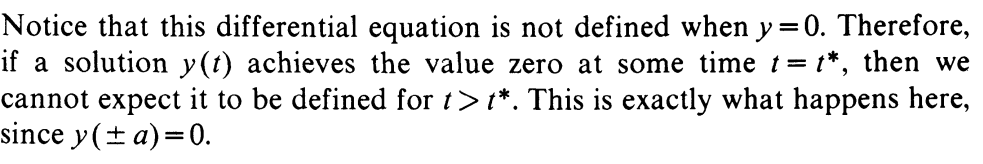 Notice that this differential equation is not defined when y=0. Therefore,
if a solution y(t) achieves the value zero at some time t=t*, then we
cannot expect it to be defined for t>t*. This is exactly what happens here,
since y(±a)=0.